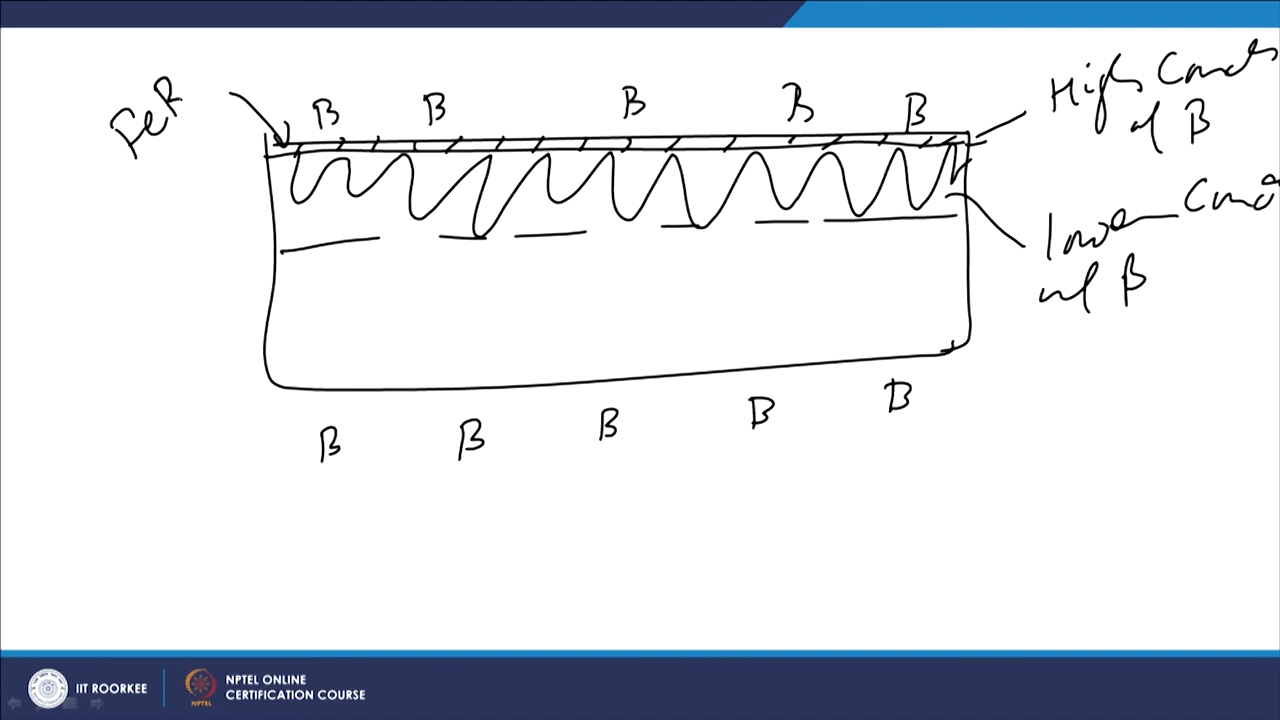 FeB
B B B B B
High Conc
of B
lower Conc
of B
B B B B B
IIT ROORKEE
NPTEL ONLINE
CERTIFICATION COURSE
NPTEL